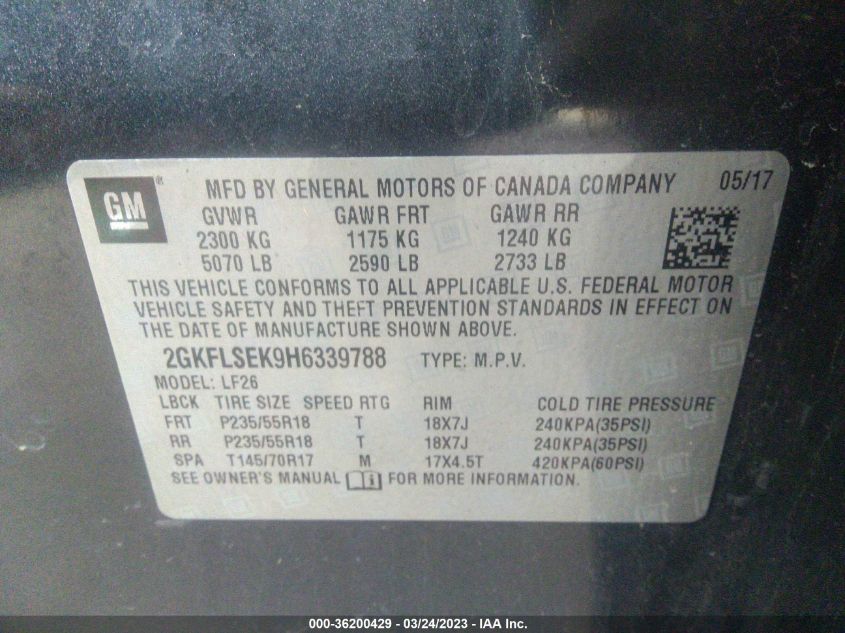 GM® MFD BY GENERAL MOTORS OF CANADA COMPANY 05/17
GVWR GAWR FRT GAWR RR
2300 KG 1175 KG 1240 KG
5070 LB 2590 LB 2733 LB
THIS VEHICLE CONFORMS TO ALL APPLICABLE U.S. FEDERAL MOTOR
VEHICLE SAFETY AND THEFT PREVENTION STANDARDS IN EFFECT ON
THE DATE OF MANUFACTURE SHOWN ABOVE.
2GKFLSEK9H6339788 TYPE: M.P.V.
MODEL: LF26
LBCK TIRE SIZE SPEED RTG RIM COLD TIRE PRESSURE
FRT P235/55R18 T 18X7J 240KPA(35PSI)
RR P235/55R18 T 18X7J 240KPA(35PSI)
SPA T145/70R17 M 17X4.5T 420KPA(60PSI)
SEE OWNER'S MANUAL i FOR MORE INFORMATION.
000-36200429 - 03/24/2023 - IAA Inc.